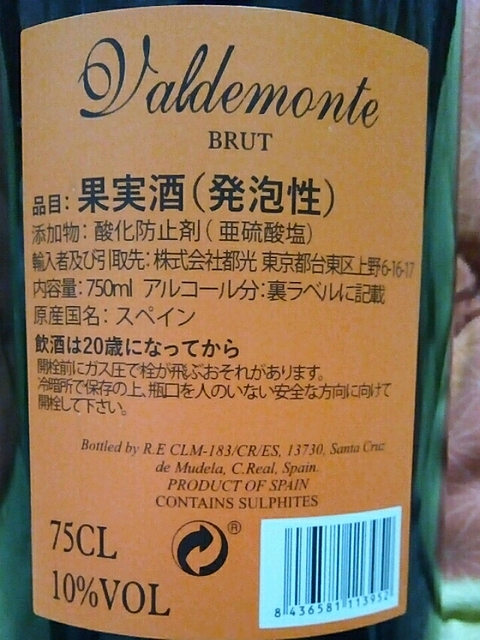 Valdemonte
BRUT
品目：果実酒（発泡性）
添加物：酸化防止剤（亜硫酸塩）
輸入者及び引取先：株式会社都光 東京都台東区上野6-16-17
内容量：750ml アルコール分：裏ラベルに記載
原産国名：スペイン
飲酒は20歳になってから
開栓前にガス圧で栓が飛ぶおそれがあります。
冷暗所で保存の上、瓶口を人のいない安全な方向に向けて
開栓して下さい。
Bottled by R.E CLM-183/CR/ES, 13730, Santa Cruz
de Mudela, C.Real, Spain.
PRODUCT OF SPAIN
CONTAINS SULPHITES
75CL
®
10%VOL
8 436581 113952